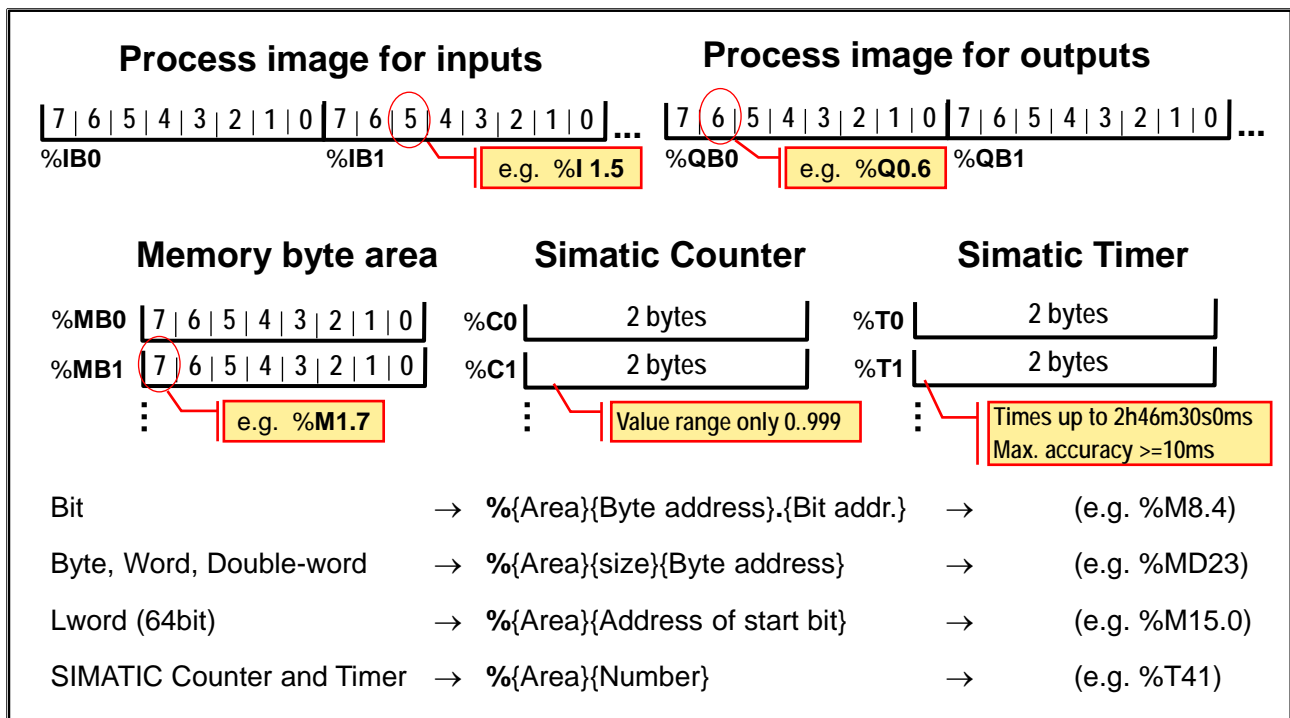 Process image for inputs
Process image for outputs
7 | 6 | 5 | 4 | 3 | 2 | 1 | 0 | 7 | 6 | 5 | 4 | 3 | 2 | 1 | 0 ...
7 | 6 | 5 | 4 | 3 | 2 | 1 | 0 | 7 | 6 | 5 | 4 | 3 | 2 | 1 | 0 ...
%IB0 %IB1 %QB0 %QB1
e.g. %I 1.5
e.g. %Q0.6
Memory byte area
Simatic Counter
Simatic Timer
%MB0 7 | 6 | 5 | 4 | 3 | 2 | 1 | 0 %C0 2 bytes %T0 2 bytes
%MB1 7 | 6 | 5 | 4 | 3 | 2 | 1 | 0 %C1 2 bytes %T1 2 bytes
e.g. %M1.7
Value range only 0..999
Times up to 2h46m30s0ms
Max. accuracy >=10ms
Bit → %{Area}{Byte address}.{Bit addr.} → (e.g. %M8.4)
Byte, Word, Double-word → %{Area}{size}{Byte address} → (e.g. %MD23)
Lword (64bit) → %{Area}{Address of start bit} → (e.g. %M15.0)
SIMATIC Counter and Timer → %{Area}{Number} → (e.g. %T41)